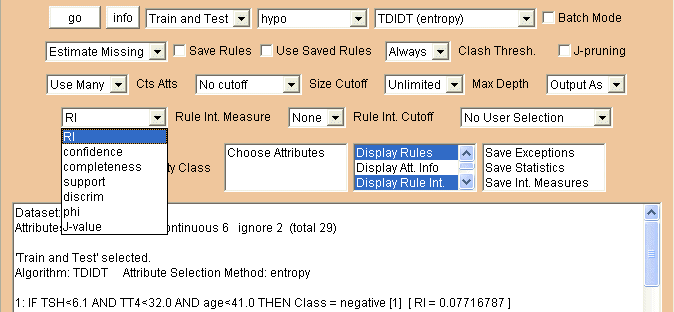 go info Train and Test hypo TDIDT (entropy) Batch Mode
Estimate Missing Save Rules Use Saved Rules Always Clash Thresh. J-pruning
Use Many Cts Atts No cutoff Size Cutoff Unlimited Max Depth Output As
RI Rule Int. Measure None Rule Int. Cutoff No User Selection
RI
confidence
completeness
support
discrim
phi
J-value
Class
Choose Attributes
Display Rules
Display Att. Info
Display Rule Int.
Save Exceptions
Save Statistics
Save Int. Measures
Dataset:
Attributes 6 ignore 2 (total 29)
'Train and Test' selected.
Algorithm: TDIDT Attribute Selection Method: entropy
1: IF TSH<6.1 AND TT4<32.0 AND age<41.0 THEN Class = negative [1] [ RI = 0.07716787 ]